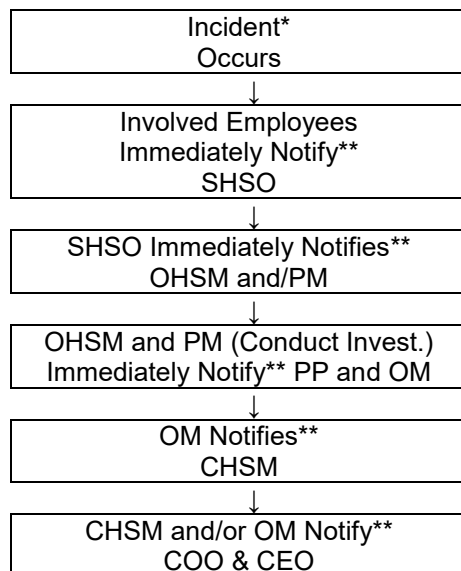 Incident*
Occurs
↓
Involved Employees
Immediately Notify**
SHSO
↓
SHSO Immediately Notifies**
OHSM and/PM
↓
OHSM and PM (Conduct Invest.)
Immediately Notify** PP and OM
↓
OM Notifies**
CHSM
↓
CHSM and/or OM Notify**
COO & CEO